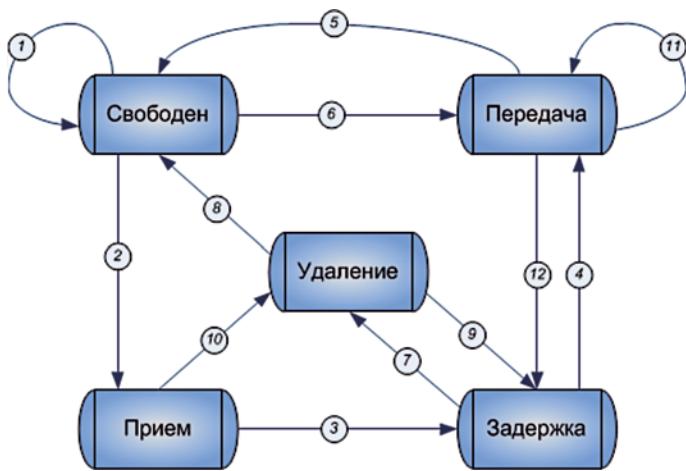 1
5
11
Свободен
6
Передача
8
2
Удаление
12
4
10
7
9
Прием
3
Задержка